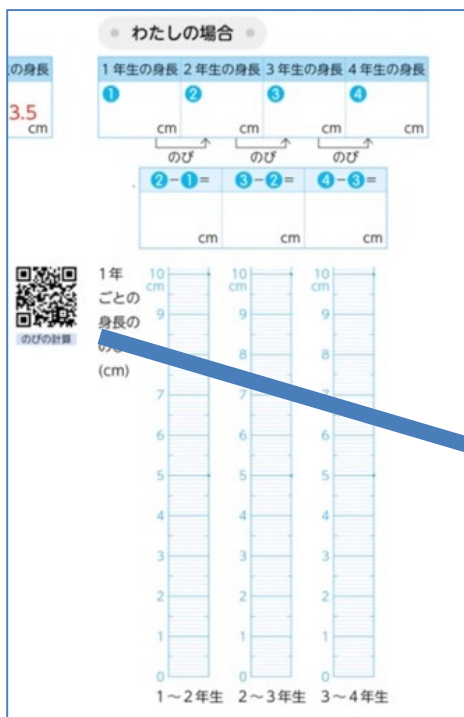 わたしの場合
の身長
3.5
cm
1年生の身長 2年生の身長 3年生の身長 4年生の身長
❶ ❷ ❸ ❹
cm cm cm cm
のび のび のび
❷−❶= ❸−❷= ❹−❸=
cm cm cm
のびの計算
1年
ごとの
身長の
(cm)
10 10 10
cm cm cm
9 9 9
8 8
7 7
6 6 6
5 5 5
4 4 4
3 3 3
2 2 2
1 1 1
0 0 0
1～2年生 2～3年生 3～4年生